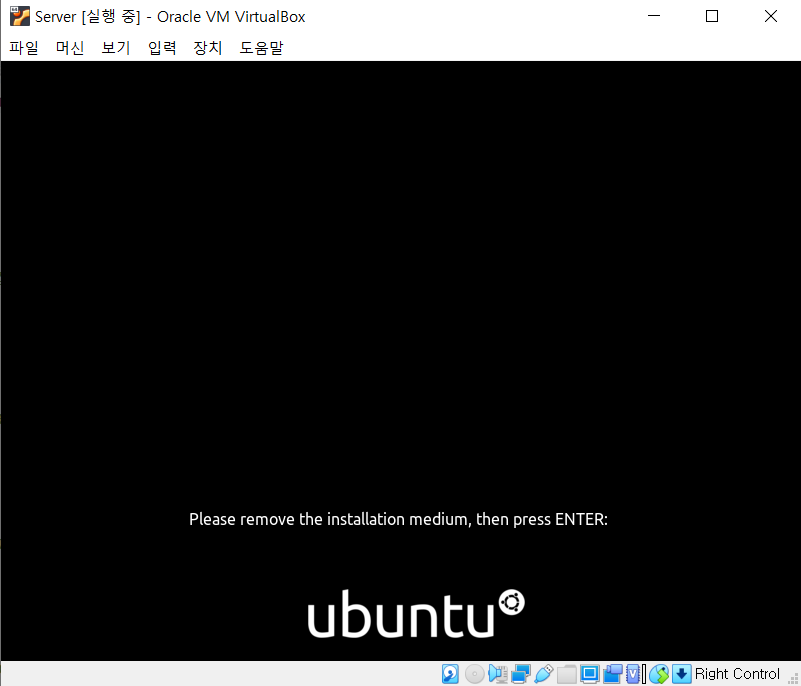 Server [실행 중] - Oracle VM VirtualBox
파일 머신 보기 입력 장치 도움말
Please remove the installation medium, then press ENTER:
ubuntu
Right Control